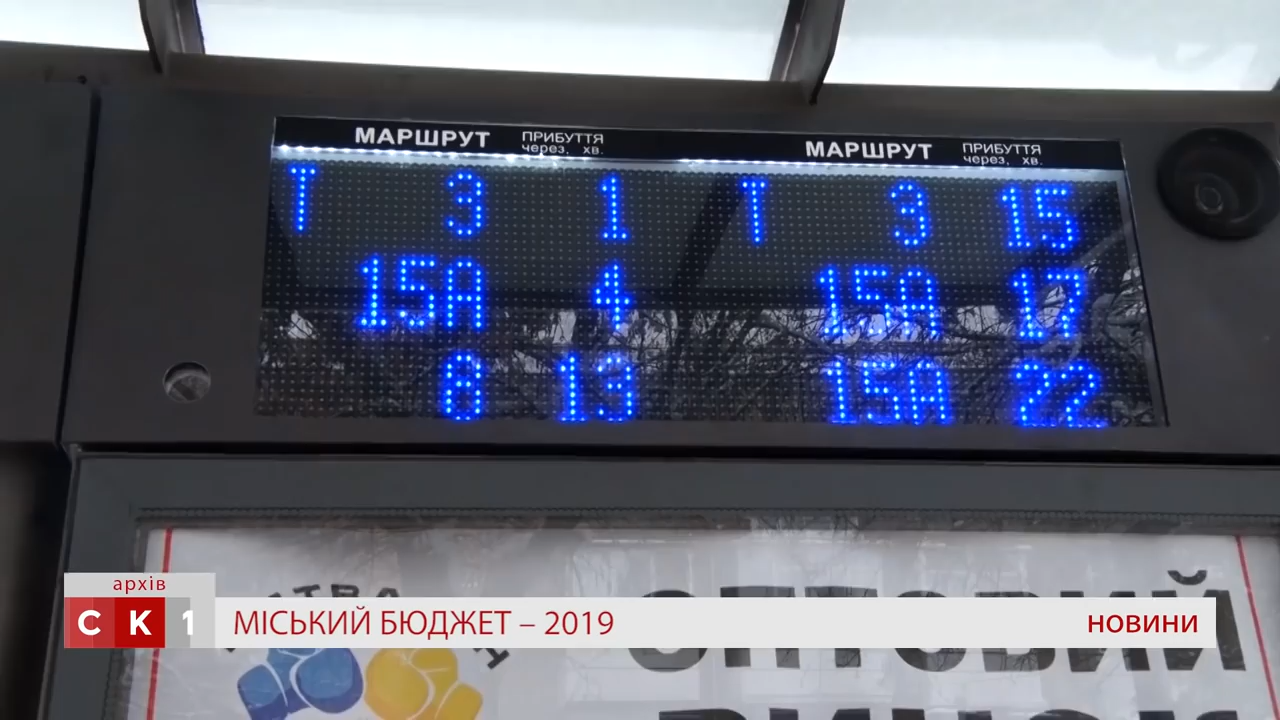 МАРШРУТ ПРИБУТТЯ через, хв. МАРШРУТ ПРИБУТТЯ через, хв.
Т 3 1 Т 3 15
15А 4 15А 17
8 13 15А 22
архів
СК1 МІСЬКИЙ БЮДЖЕТ – 2019 НОВИНИ
ОПТОВИЙ